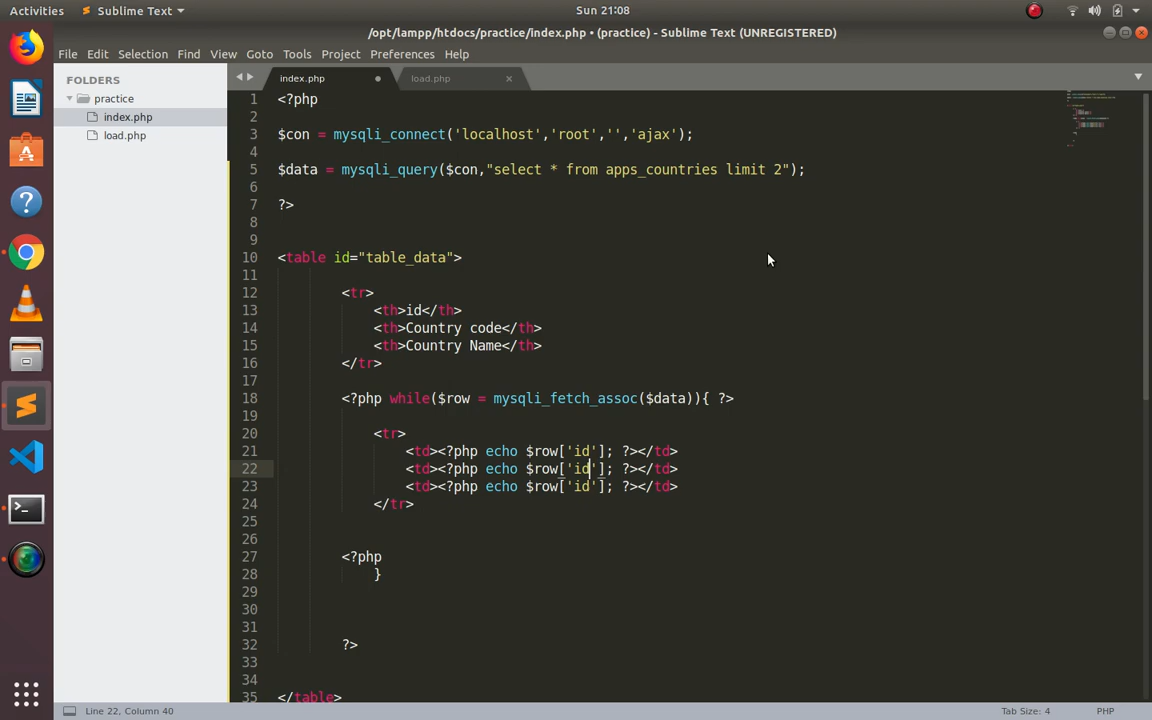 Activities
Sublime Text
Sun 21:08
/opt/lampp/htdocs/practice/index.php • (practice) - Sublime Text (UNREGISTERED)
File Edit Selection Find View Goto Tools Project Preferences Help
FOLDERS
practice
index.php
load.php
index.php
load.php
1 <?php
2
3 $con = mysqli_connect('localhost','root','','ajax');
4
5 $data = mysqli_query($con,"select * from apps_countries limit 2");
6
7 ?>
8
9
10 <table id="table_data">
11
12 <tr>
13 <th>id</th>
14 <th>Country code</th>
15 <th>Country Name</th>
16 </tr>
17
18 <?php while($row = mysqli_fetch_assoc($data)){ ?>
19
20 <tr>
21 <td><?php echo $row['id']; ?></td>
22 <td><?php echo $row['id']; ?></td>
23 <td><?php echo $row['id']; ?></td>
24 </tr>
25
26
27 <?php
28 }
29
30
31
32 ?>
33
34
35 </table>
Line 22, Column 40
Tab Size: 4
PHP